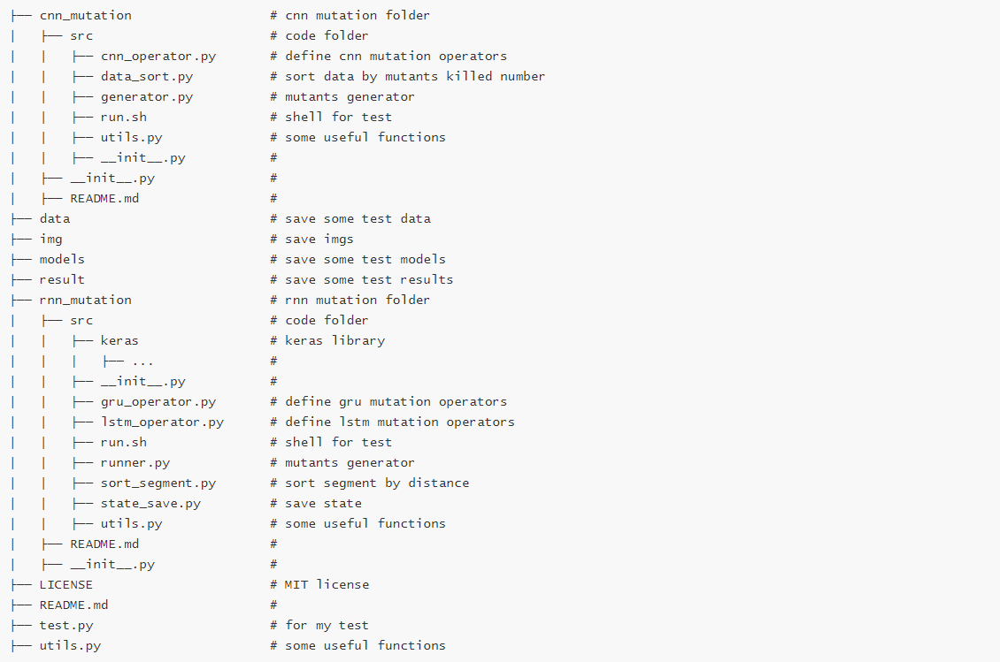 ├── cnn_mutation                  # cnn mutation folder
|   ├── src                       # code folder
|   |   ├── cnn_operator.py       # define cnn mutation operators
|   |   ├── data_sort.py          # sort data by mutants killed number
|   |   ├── generator.py          # mutants generator
|   |   ├── run.sh                # shell for test
|   |   ├── utils.py              # some useful functions
|   |   ├── __init__.py           #
|   ├── __init__.py               #
|   ├── README.md                 #
├── data                          # save some test data
├── img                           # save imgs
├── models                        # save some test models
├── result                        # save some test results
├── rnn_mutation                  # rnn mutation folder
|   ├── src                       # code folder
|   |   ├── keras                 # keras library
|   |   |   ├── ...               #
|   |   ├── __init__.py           #
|   |   ├── gru_operator.py       # define gru mutation operators
|   |   ├── lstm_operator.py      # define lstm mutation operators
|   |   ├── run.sh                # shell for test
|   |   ├── runner.py             # mutants generator
|   |   ├── sort_segment.py       # sort segment by distance
|   |   ├── state_save.py         # save state
|   |   ├── utils.py              # some useful functions
|   ├── README.md                 #
|   ├── __init__.py               #
├── LICENSE                       # MIT license
├── README.md                     #
├── test.py                       # for my test
├── utils.py                      # some useful functions